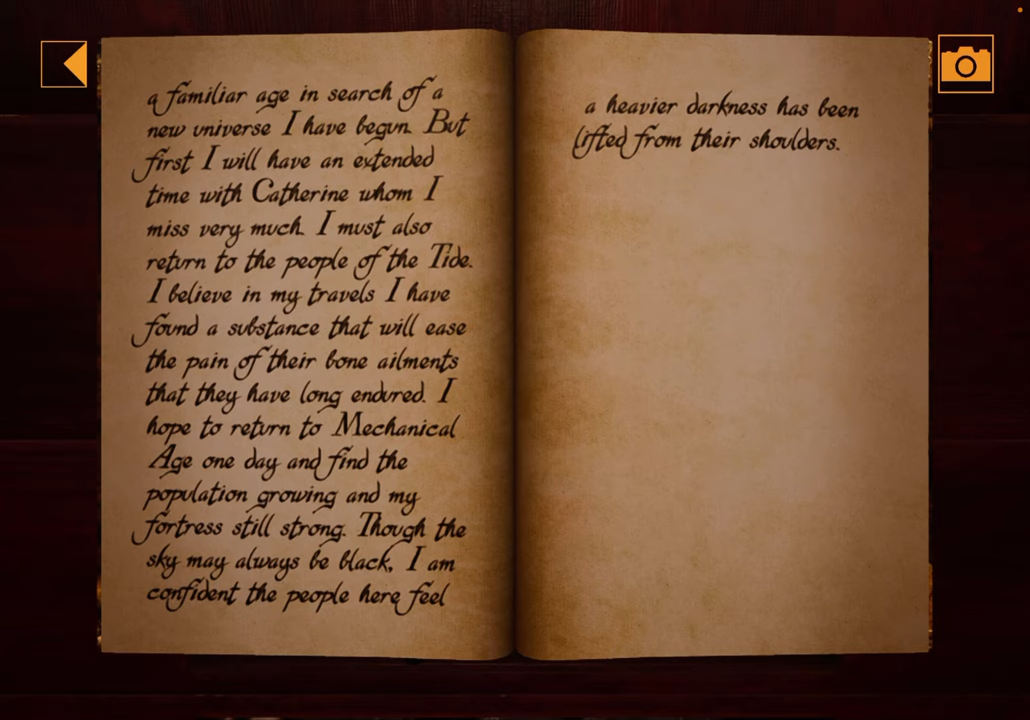 a familiar age in search of a
new universe I have begun. But
first I will have an extended
time with Catherine whom I
miss very much. I must also
return to the people of the Tide.
I believe in my travels I have
found a substance that will ease
the pain of their bone ailments
that they have long endured. I
hope to return to Mechanical
Age one day and find the
population growing and my
fortress still strong. Though the
sky may always be black, I am
confident the people here feel
a heavier darkness has been
lifted from their shoulders.